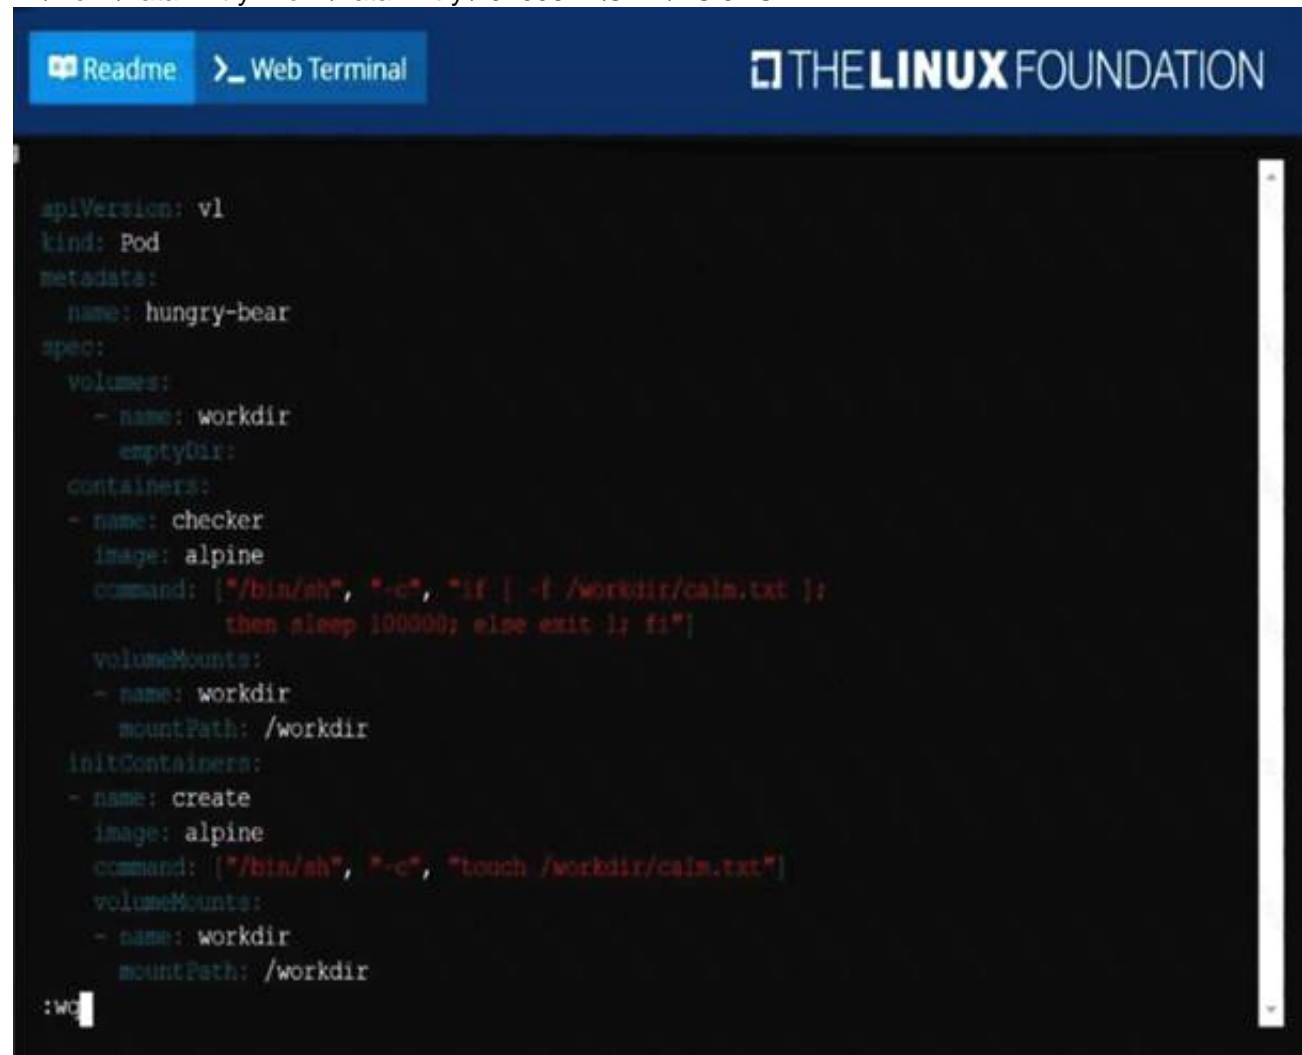 Readme >_ Web Terminal THE LINUX FOUNDATION
apiVersion: v1
kind: Pod
metadata:
  name: hungry-bear
spec:
  volumes:
    - name: workdir
      emptyDir:
  containers:
  - name: checker
    image: alpine
    command: ["/bin/sh", "-c", "if [ -f /workdir/calm.txt ];
              then sleep 100000; else exit 1; fi"]
    volumeMounts:
    - name: workdir
      mountPath: /workdir
  initContainers:
  - name: create
    image: alpine
    command: ["/bin/sh", "-c", "touch /workdir/calm.txt"]
    volumeMounts:
    - name: workdir
      mountPath: /workdir
:wq